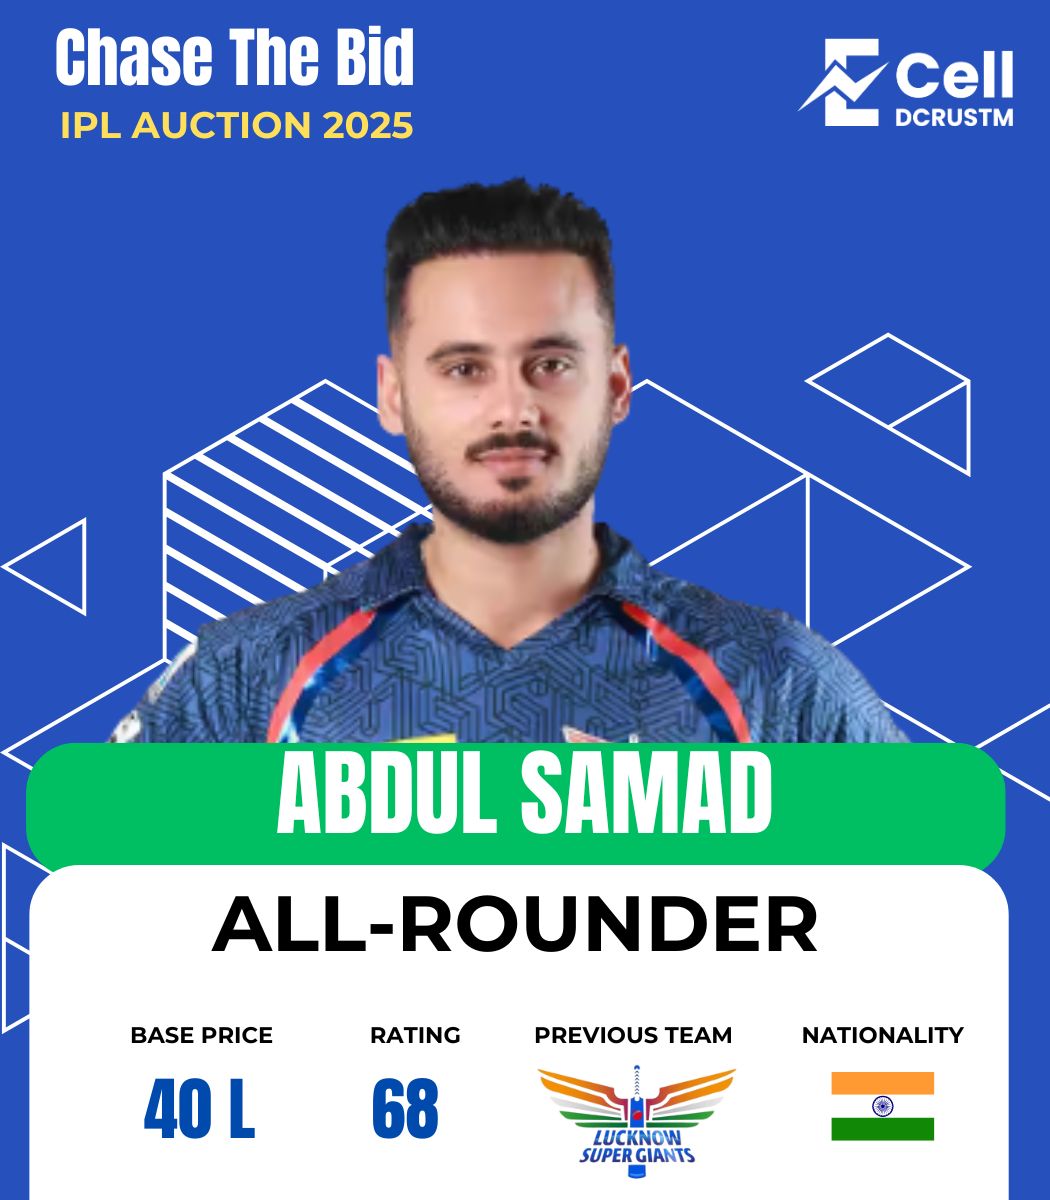 Chase The Bid
IPL AUCTION 2025
Cell
DCRUSTM
ABDUL SAMAD
ALL-ROUNDER
BASE PRICE
RATING
PREVIOUS TEAM
NATIONALITY
40 L
68
LUCKNOW
SUPER GIANTS